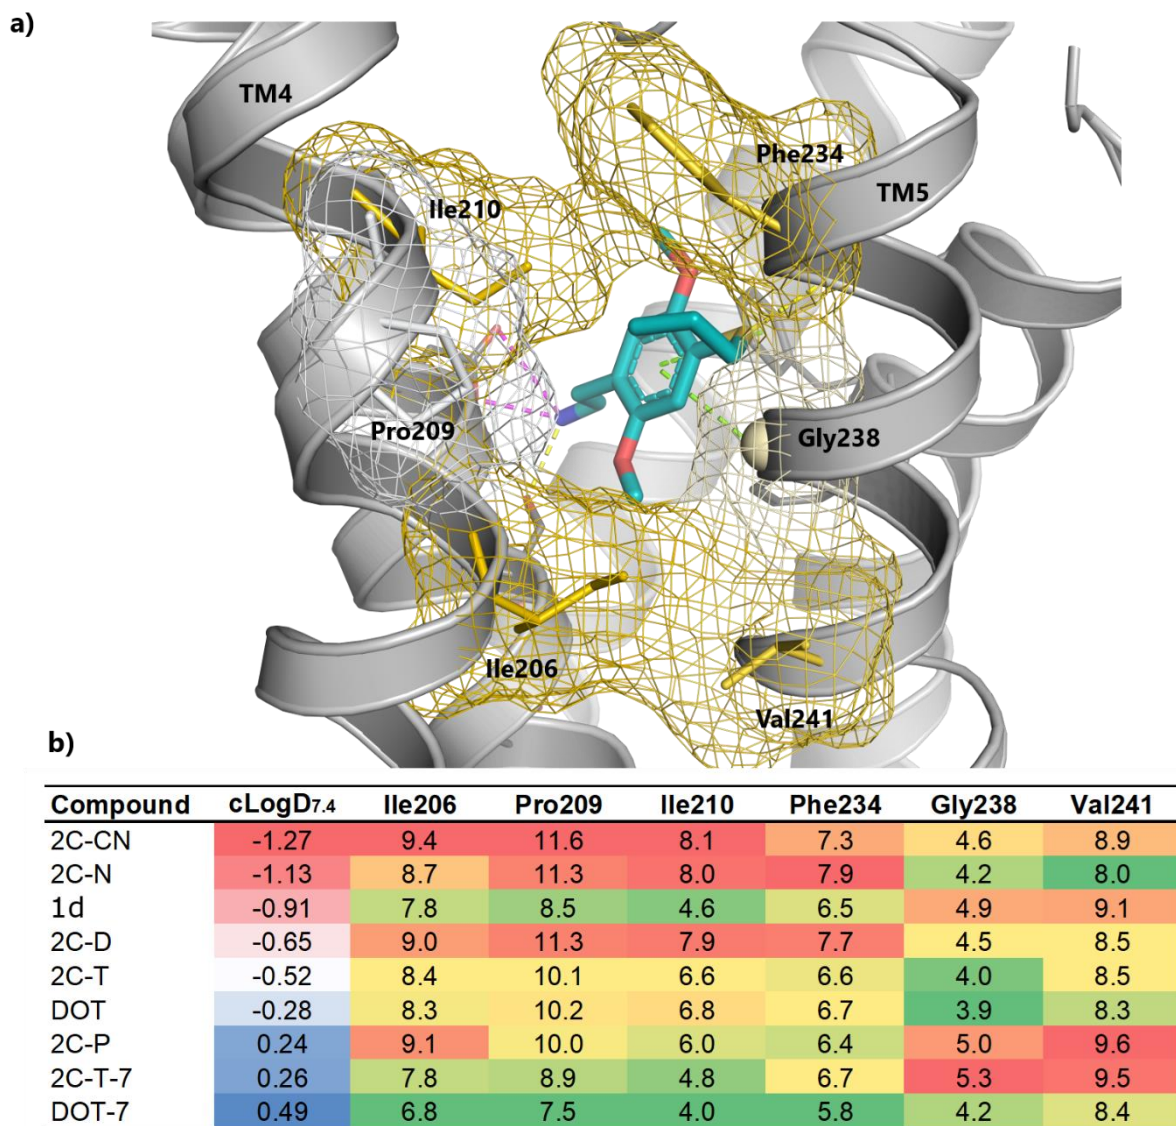 a)
TM4
Phe234
TM5
Ile210
Pro209
Gly238
Ile206
Val241
b)
Compound cLogD7.4 Ile206 Pro209 Ile210 Phe234 Gly238 Val241
2C-CN -1.27 9.4 11.6 8.1 7.3 4.6 8.9
2C-N -1.13 8.7 11.3 8.0 7.9 4.2 8.0
1d -0.91 7.8 8.5 4.6 6.5 4.9 9.1
2C-D -0.65 9.0 11.3 7.9 7.7 4.5 8.5
2C-T -0.52 8.4 10.1 6.6 6.6 4.0 8.5
DOT -0.28 8.3 10.2 6.8 6.7 3.9 8.3
2C-P 0.24 9.1 10.0 6.0 6.4 5.0 9.6
2C-T-7 0.26 7.8 8.9 4.8 6.7 5.3 9.5
DOT-7 0.49 6.8 7.5 4.0 5.8 4.2 8.4